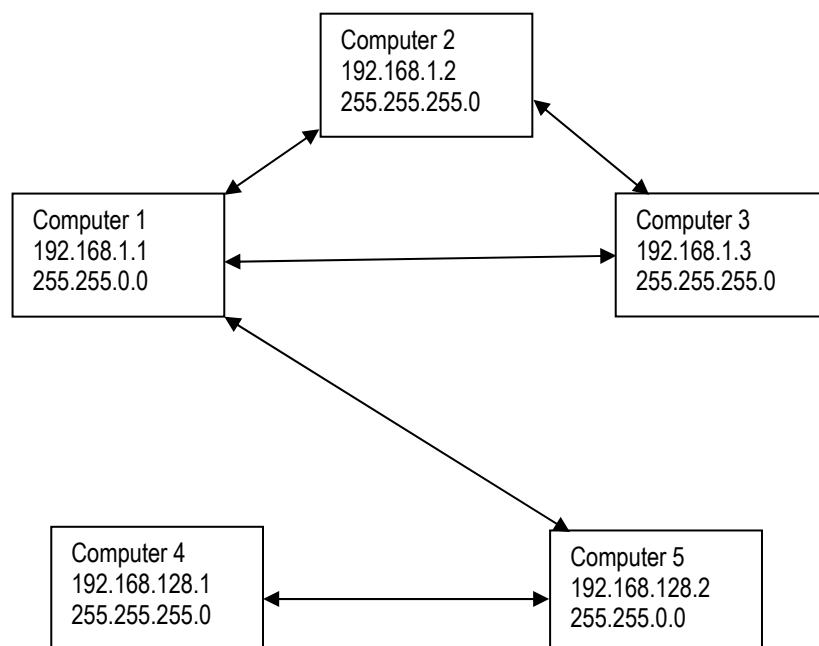 Computer 2
192.168.1.2
255.255.255.0
Computer 1
192.168.1.1
255.255.0.0
Computer 3
192.168.1.3
255.255.255.0
Computer 4
192.168.128.1
255.255.255.0
Computer 5
192.168.128.2
255.255.0.0